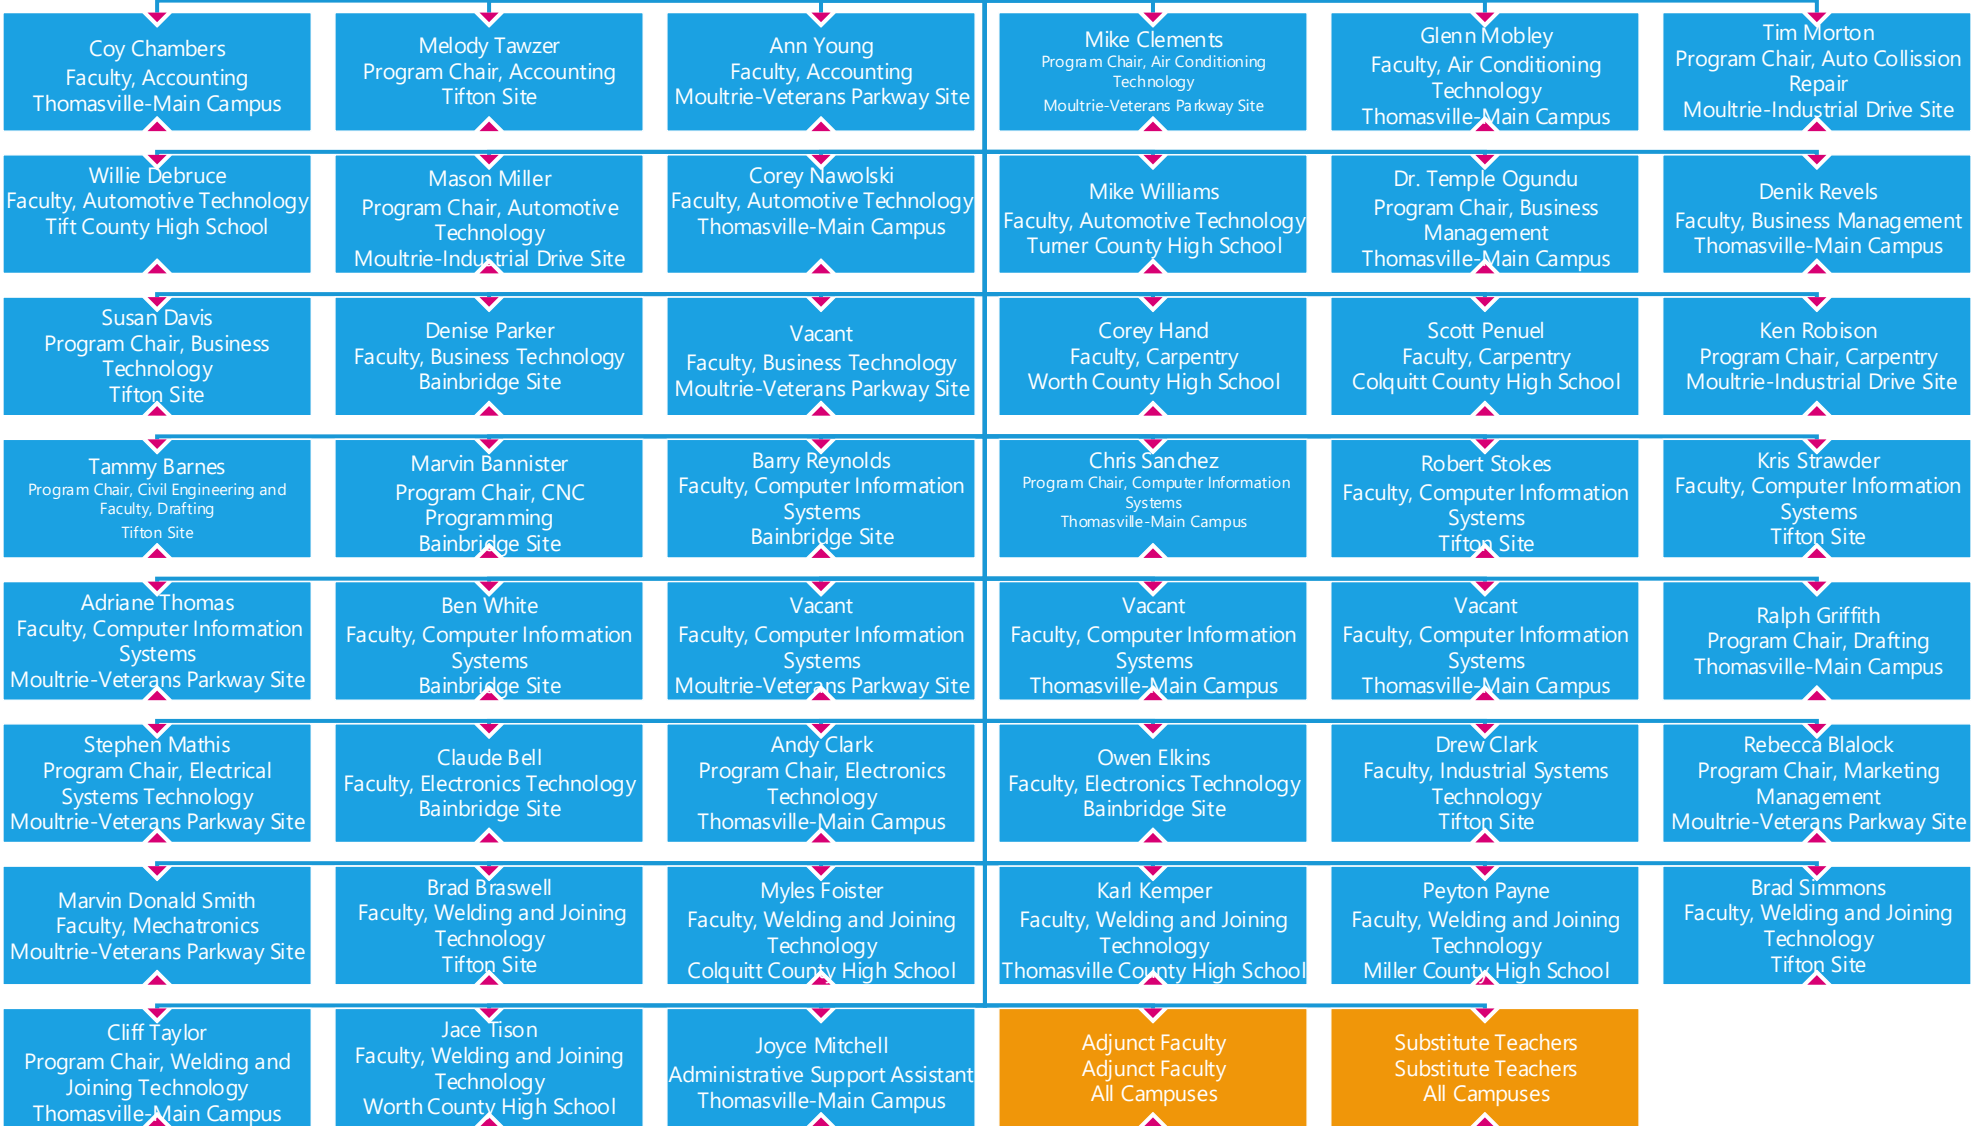 Coy Chambers
Faculty, Accounting
Thomasville-Main Campus
Melody Tawzer
Program Chair, Accounting
Tifton Site
Ann Young
Faculty, Accounting
Moultrie-Veterans Parkway Site
Mike Clements
Program Chair, Air Conditioning
Technology
Moultrie-Veterans Parkway Site
Glenn Mobley
Faculty, Air Conditioning
Technology
Thomasville-Main Campus
Tim Morton
Program Chair, Auto Collission
Repair
Moultrie-Industrial Drive Site
Willie Debruce
Faculty, Automotive Technology
Tift County High School
Mason Miller
Program Chair, Automotive
Technology
Moultrie-Industrial Drive Site
Corey Nawolski
Faculty, Automotive Technology
Thomasville-Main Campus
Mike Williams
Faculty, Automotive Technology
Turner County High School
Dr. Temple Ogundu
Program Chair, Business
Management
Thomasville-Main Campus
Denik Revels
Faculty, Business Management
Thomasville-Main Campus
Susan Davis
Program Chair, Business
Technology
Tifton Site
Denise Parker
Faculty, Business Technology
Bainbridge Site
Vacant
Faculty, Business Technology
Moultrie-Veterans Parkway Site
Corey Hand
Faculty, Carpentry
Worth County High School
Scott Penuel
Faculty, Carpentry
Colquitt County High School
Ken Robison
Program Chair, Carpentry
Moultrie-Industrial Drive Site
Tammy Barnes
Program Chair, Civil Engineering and
Faculty, Drafting
Tifton Site
Marvin Bannister
Program Chair, CNC
Programming
Bainbridge Site
Barry Reynolds
Faculty, Computer Information
Systems
Bainbridge Site
Chris Sanchez
Program Chair, Computer Information
Systems
Thomasville-Main Campus
Robert Stokes
Faculty, Computer Information
Systems
Tifton Site
Kris Strawder
Faculty, Computer Information
Systems
Tifton Site
Adriane Thomas
Faculty, Computer Information
Systems
Moultrie-Veterans Parkway Site
Ben White
Faculty, Computer Information
Systems
Bainbridge Site
Vacant
Faculty, Computer Information
Systems
Moultrie-Veterans Parkway Site
Vacant
Faculty, Computer Information
Systems
Thomasville-Main Campus
Vacant
Faculty, Computer Information
Systems
Thomasville-Main Campus
Ralph Griffith
Program Chair, Drafting
Thomasville-Main Campus
Stephen Mathis
Program Chair, Electrical
Systems Technology
Moultrie-Veterans Parkway Site
Claude Bell
Faculty, Electronics Technology
Bainbridge Site
Andy Clark
Program Chair, Electronics
Technology
Thomasville-Main Campus
Owen Elkins
Faculty, Electronics Technology
Bainbridge Site
Drew Clark
Faculty, Industrial Systems
Technology
Tifton Site
Rebecca Blalock
Program Chair, Marketing
Management
Moultrie-Veterans Parkway Site
Marvin Donald Smith
Faculty, Mechatronics
Moultrie-Veterans Parkway Site
Brad Braswell
Faculty, Welding and Joining
Technology
Tifton Site
Myles Foister
Faculty, Welding and Joining
Technology
Colquitt County High School
Karl Kemper
Faculty, Welding and Joining
Technology
Thomasville County High School
Peyton Payne
Faculty, Welding and Joining
Technology
Miller County High School
Brad Simmons
Faculty, Welding and Joining
Technology
Tifton Site
Cliff Taylor
Program Chair, Welding and
Joining Technology
Thomasville-Main Campus
Jace Tison
Faculty, Welding and Joining
Technology
Worth County High School
Joyce Mitchell
Administrative Support Assistant
Thomasville-Main Campus
Adjunct Faculty
Adjunct Faculty
All Campuses
Substitute Teachers
Substitute Teachers
All Campuses